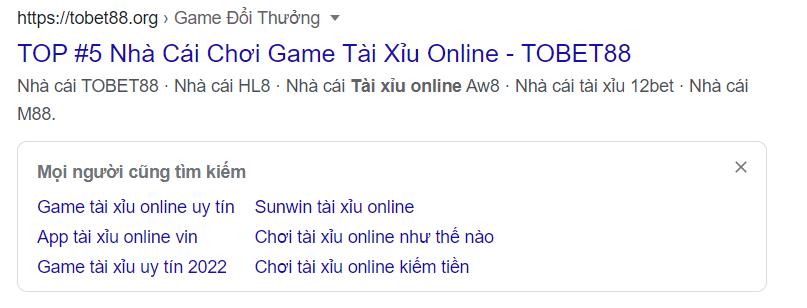 https://tobet88.org › Game Đổi Thưởng
TOP #5 Nhà Cái Chơi Game Tài Xỉu Online - TOBET88
Nhà cái TOBET88 · Nhà cái HL8 · Nhà cái Tài xỉu online Aw8 · Nhà cái tài xỉu 12bet · Nhà cái
M88.
Mọi người cũng tìm kiếm
Game tài xỉu online uy tín Sunwin tài xỉu online
App tài xỉu online vin Chơi tài xỉu online như thế nào
Game tài xỉu uy tín 2022 Chơi tài xỉu online kiếm tiền